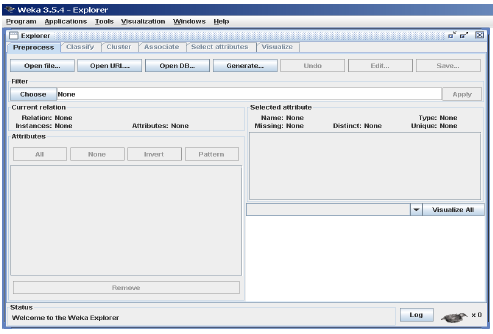 Weka 3.5.4 - Explorer
Program Applications Tools Visualization Windows Help
Explorer
Preprocess Classify Cluster Associate Select attributes Visualize
Open file... Open URL... Open DB... Generate... Undo Edit... Save...
Filter
Choose None Apply
Current relation
Relation: None
Instances: None Attributes: None
Attributes
All None Invert Pattern
Remove
Selected attribute
Name: None Type: None
Missing: None Distinct: None Unique: None
Visualize All
Status
Welcome to the Weka Explorer
Log x 0